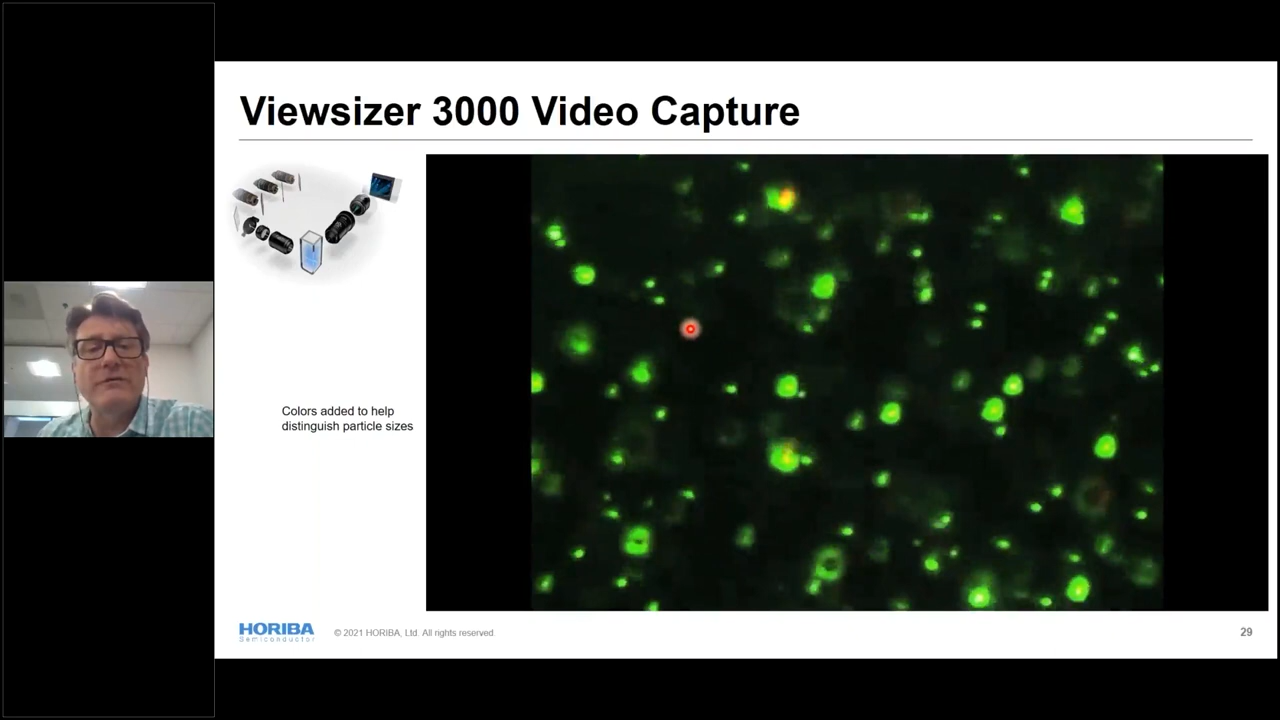 Viewsizer 3000 Video Capture
Colors added to help
distinguish particle sizes
HORIBA
Semiconductor
© 2021 HORIBA, Ltd. All rights reserved.
29